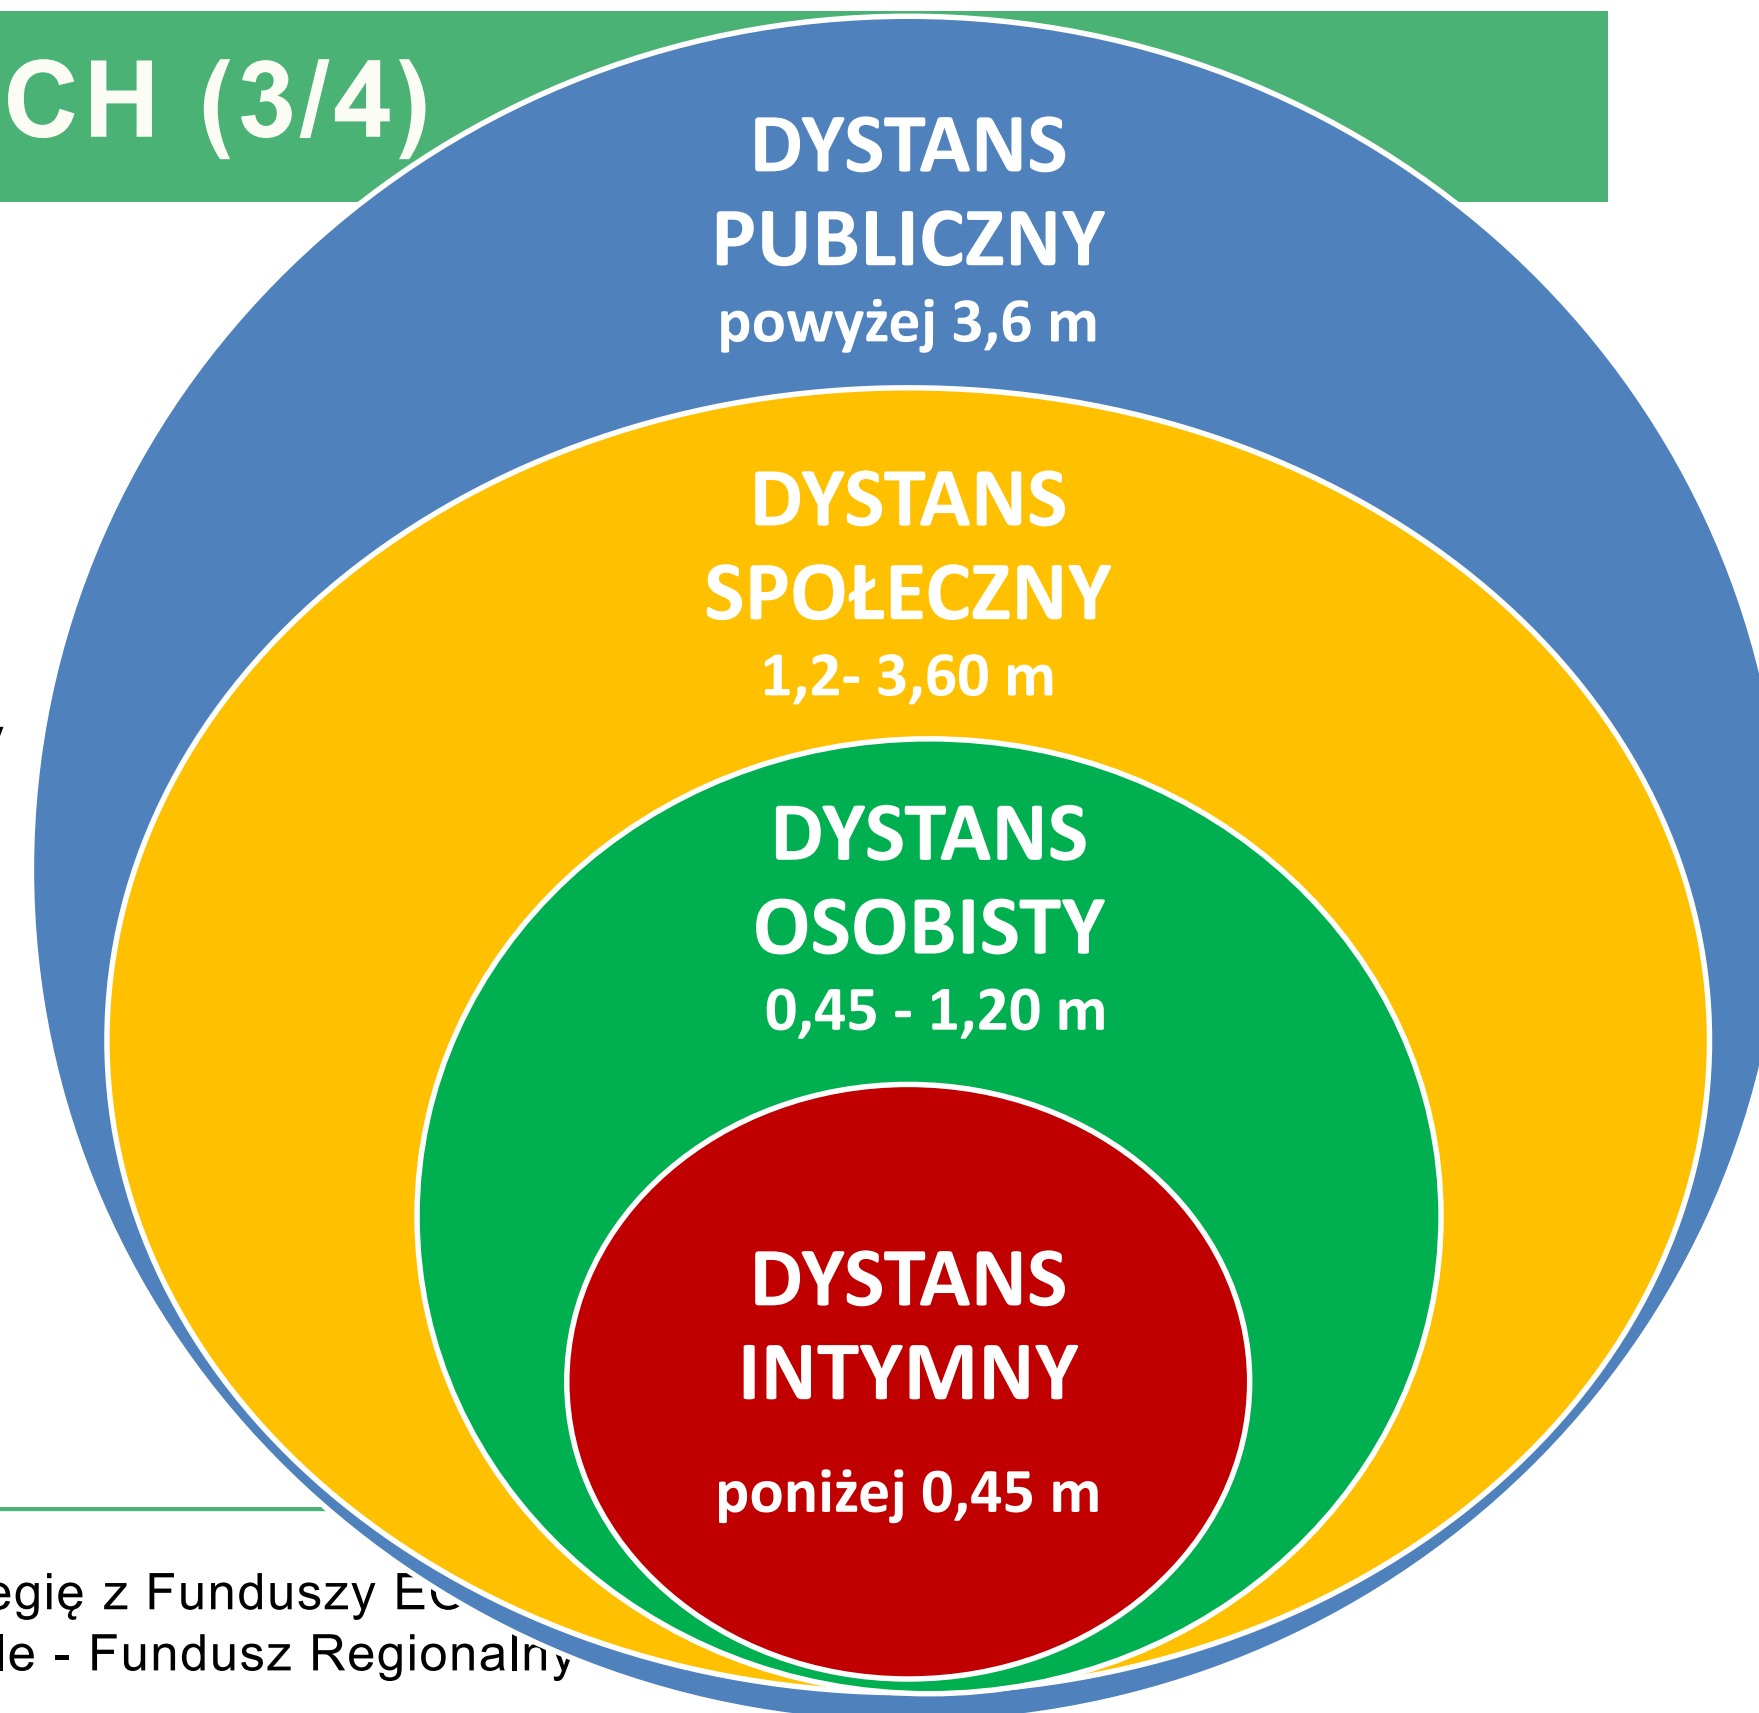 CH (3/4)
DYSTANS
PUBLICZNY
powyżej 3,6 m
DYSTANS
SPOŁECZNY
1,2- 3,60 m
DYSTANS
OSOBISTY
0,45 - 1,20 m
DYSTANS
INTYMNY
poniżej 0,45 m
egię z Funduszy
le - Fundusz Regionalny